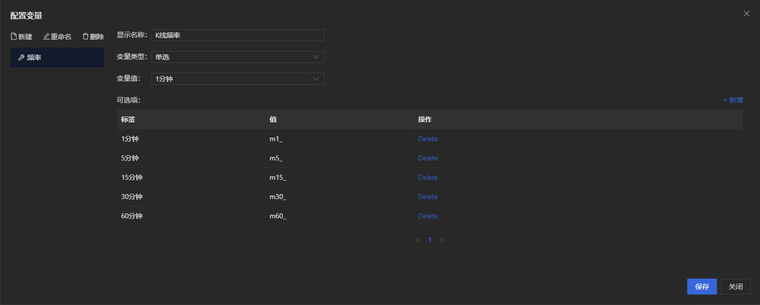 配置变量
新建 重命名 删除
频率
显示名称: K线频率
变量类型: 单选
变量值: 1分钟
可选项:
+ 新增
标签 值 操作
1分钟 m1_ Delete
5分钟 m5_ Delete
15分钟 m15_ Delete
30分钟 m30_ Delete
60分钟 m60_ Delete
< 1 >
保存 关闭